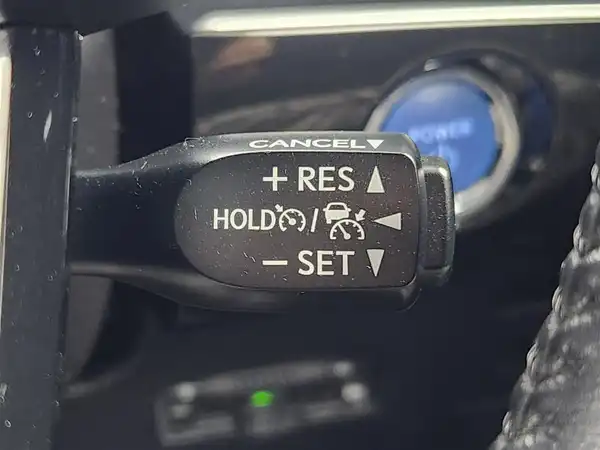 CANCEL▼
+ RES ▲
HOLD / ◀
− SET ▼
POWER